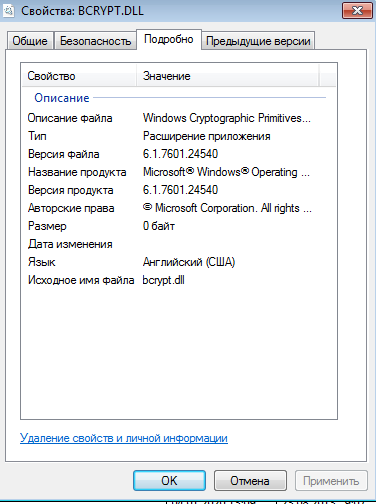 Свойства: BCRYPT.DLL
Общие Безопасность Подробно Предыдущие версии
Свойство Значение
Описание
Описание файла Windows Cryptographic Primitives...
Тип Расширение приложения
Версия файла 6.1.7601.24540
Название продукта Microsoft® Windows® Operating ...
Версия продукта 6.1.7601.24540
Авторские права © Microsoft Corporation. All rights ...
Размер 0 байт
Дата изменения
Язык Английский (США)
Исходное имя файла bcrypt.dll
Удаление свойств и личной информации
OK Отмена Применить